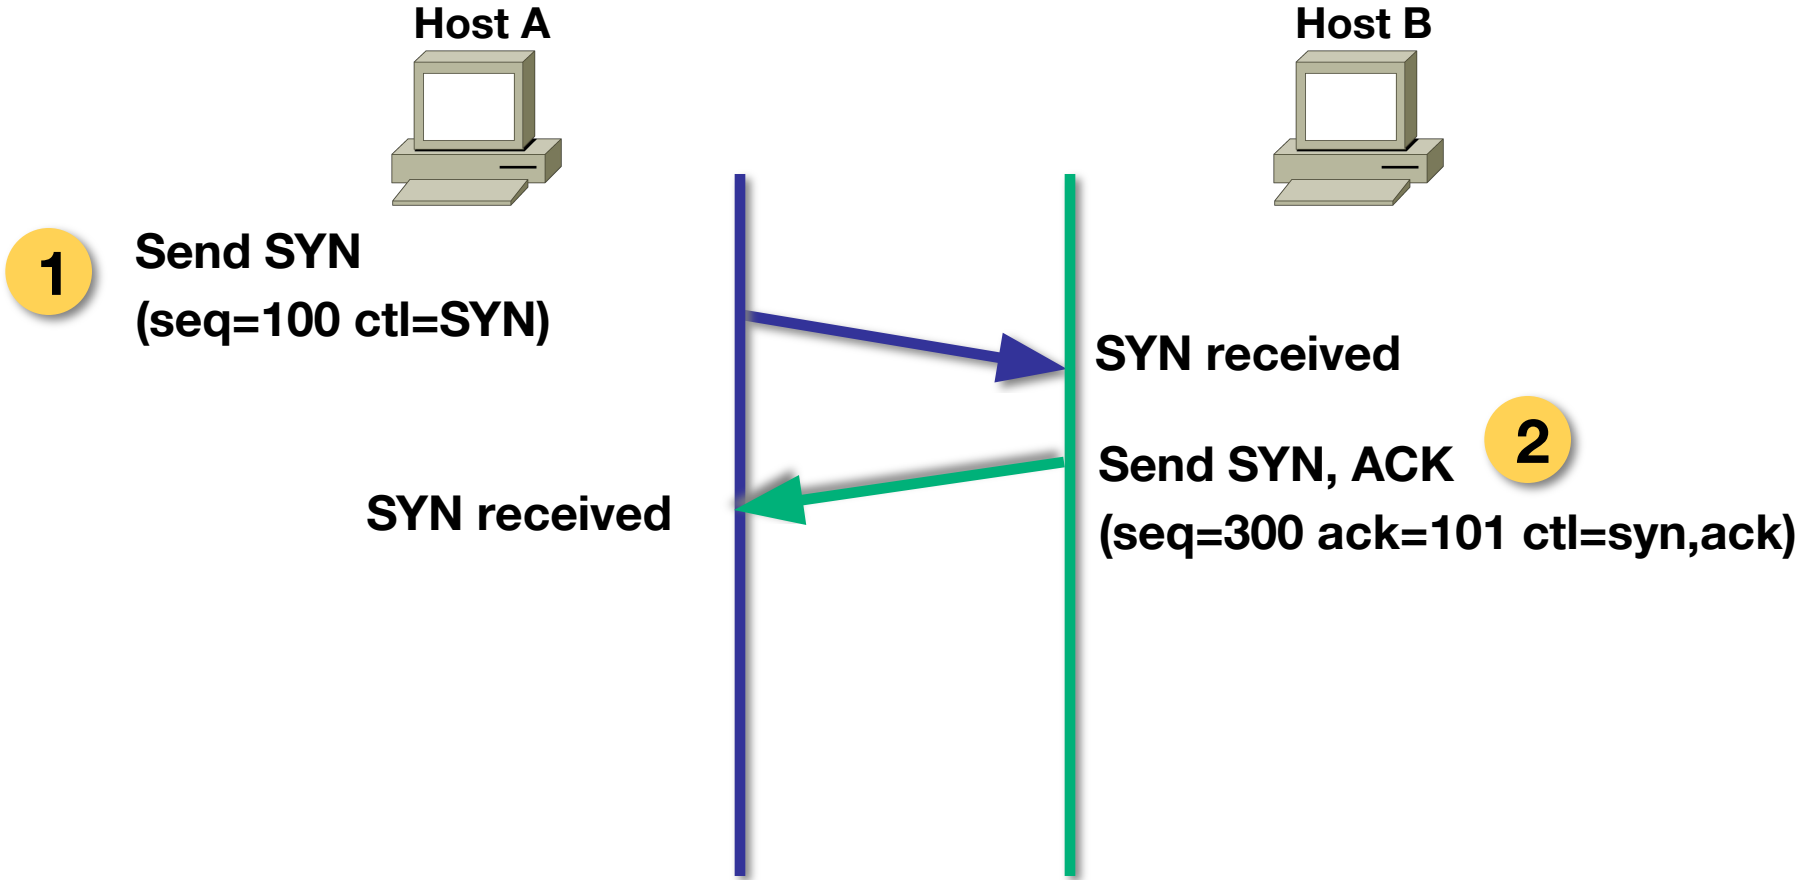 Host A
Host B
1
Send SYN
(seq=100 ctl=SYN)
SYN received
2
Send SYN, ACK
(seq=300 ack=101 ctl=syn,ack)
SYN received